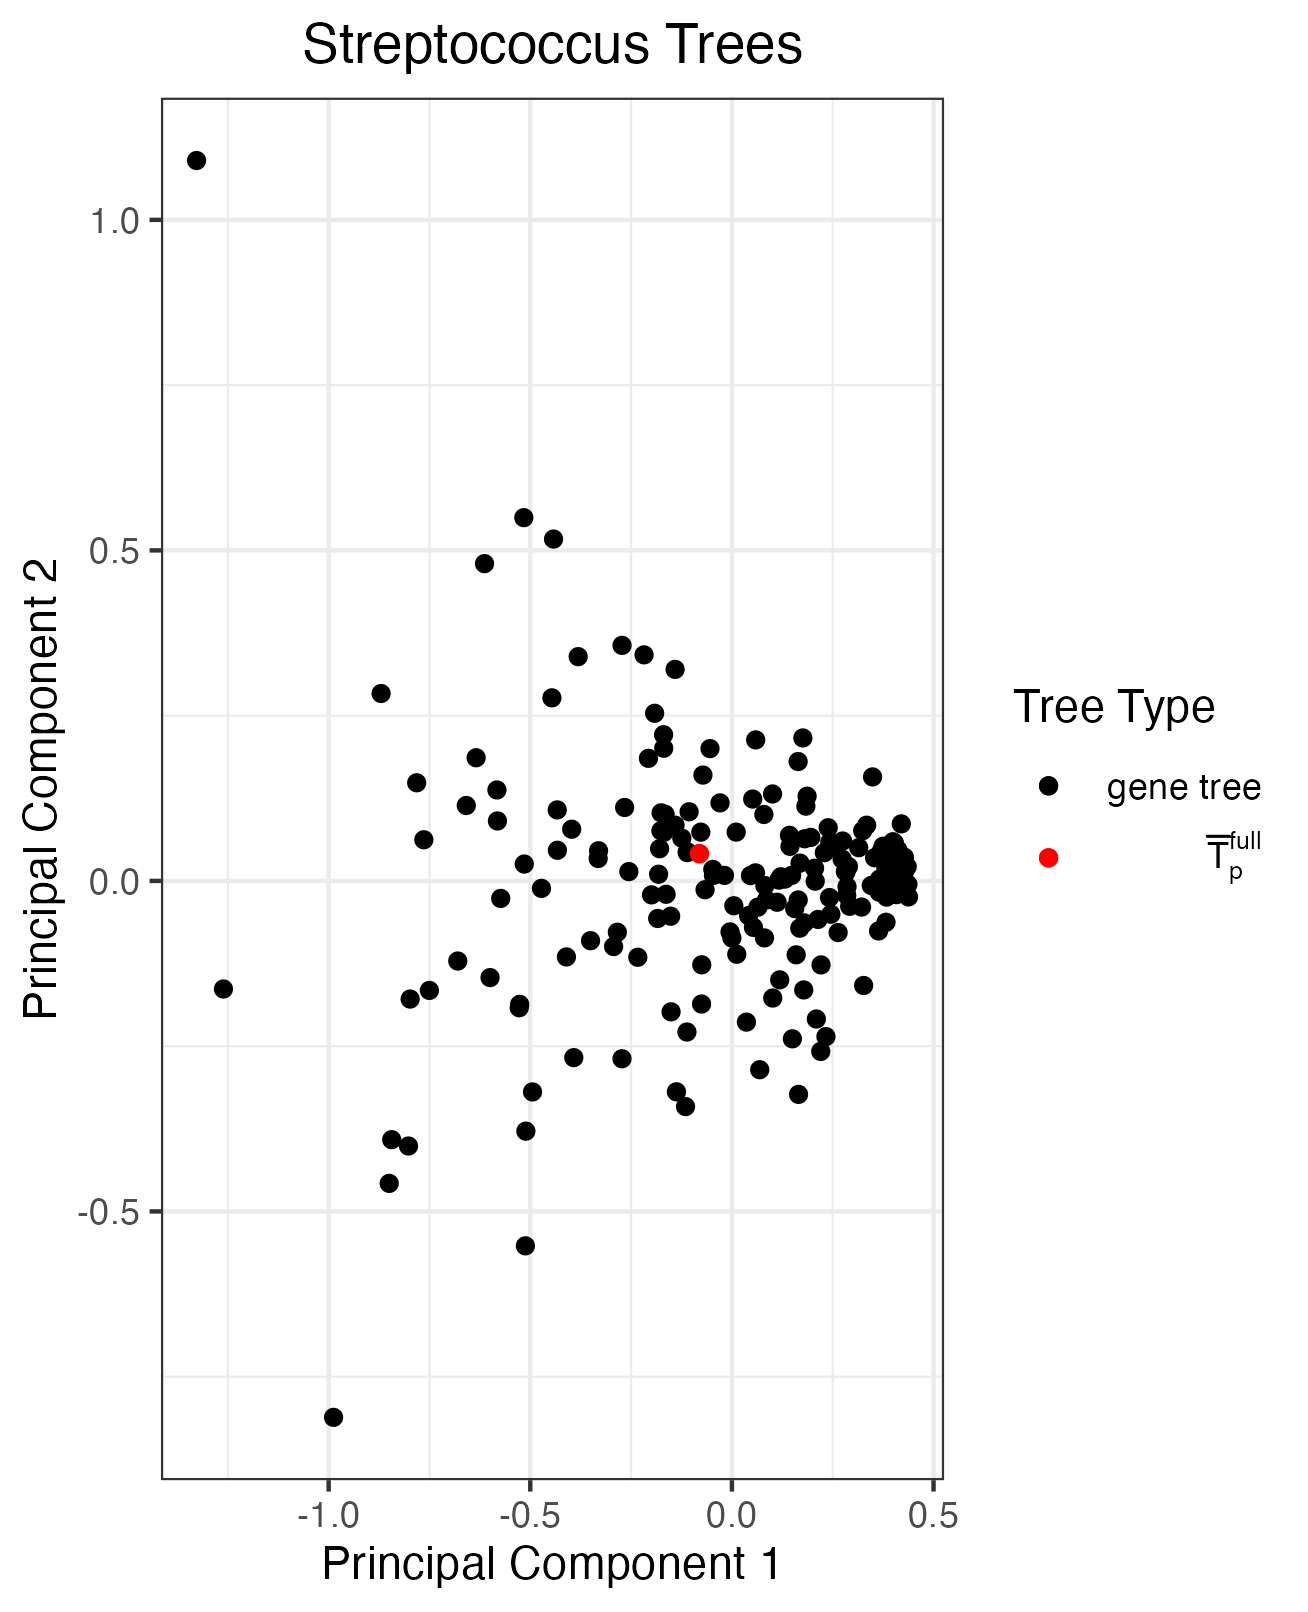 Streptococcus Trees
1.0
0.5
0.0
-0.5
Principal Component 2
-1.0 -0.5 0.0 0.5
Principal Component 1
Tree Type
gene tree
T̅ₚ^full